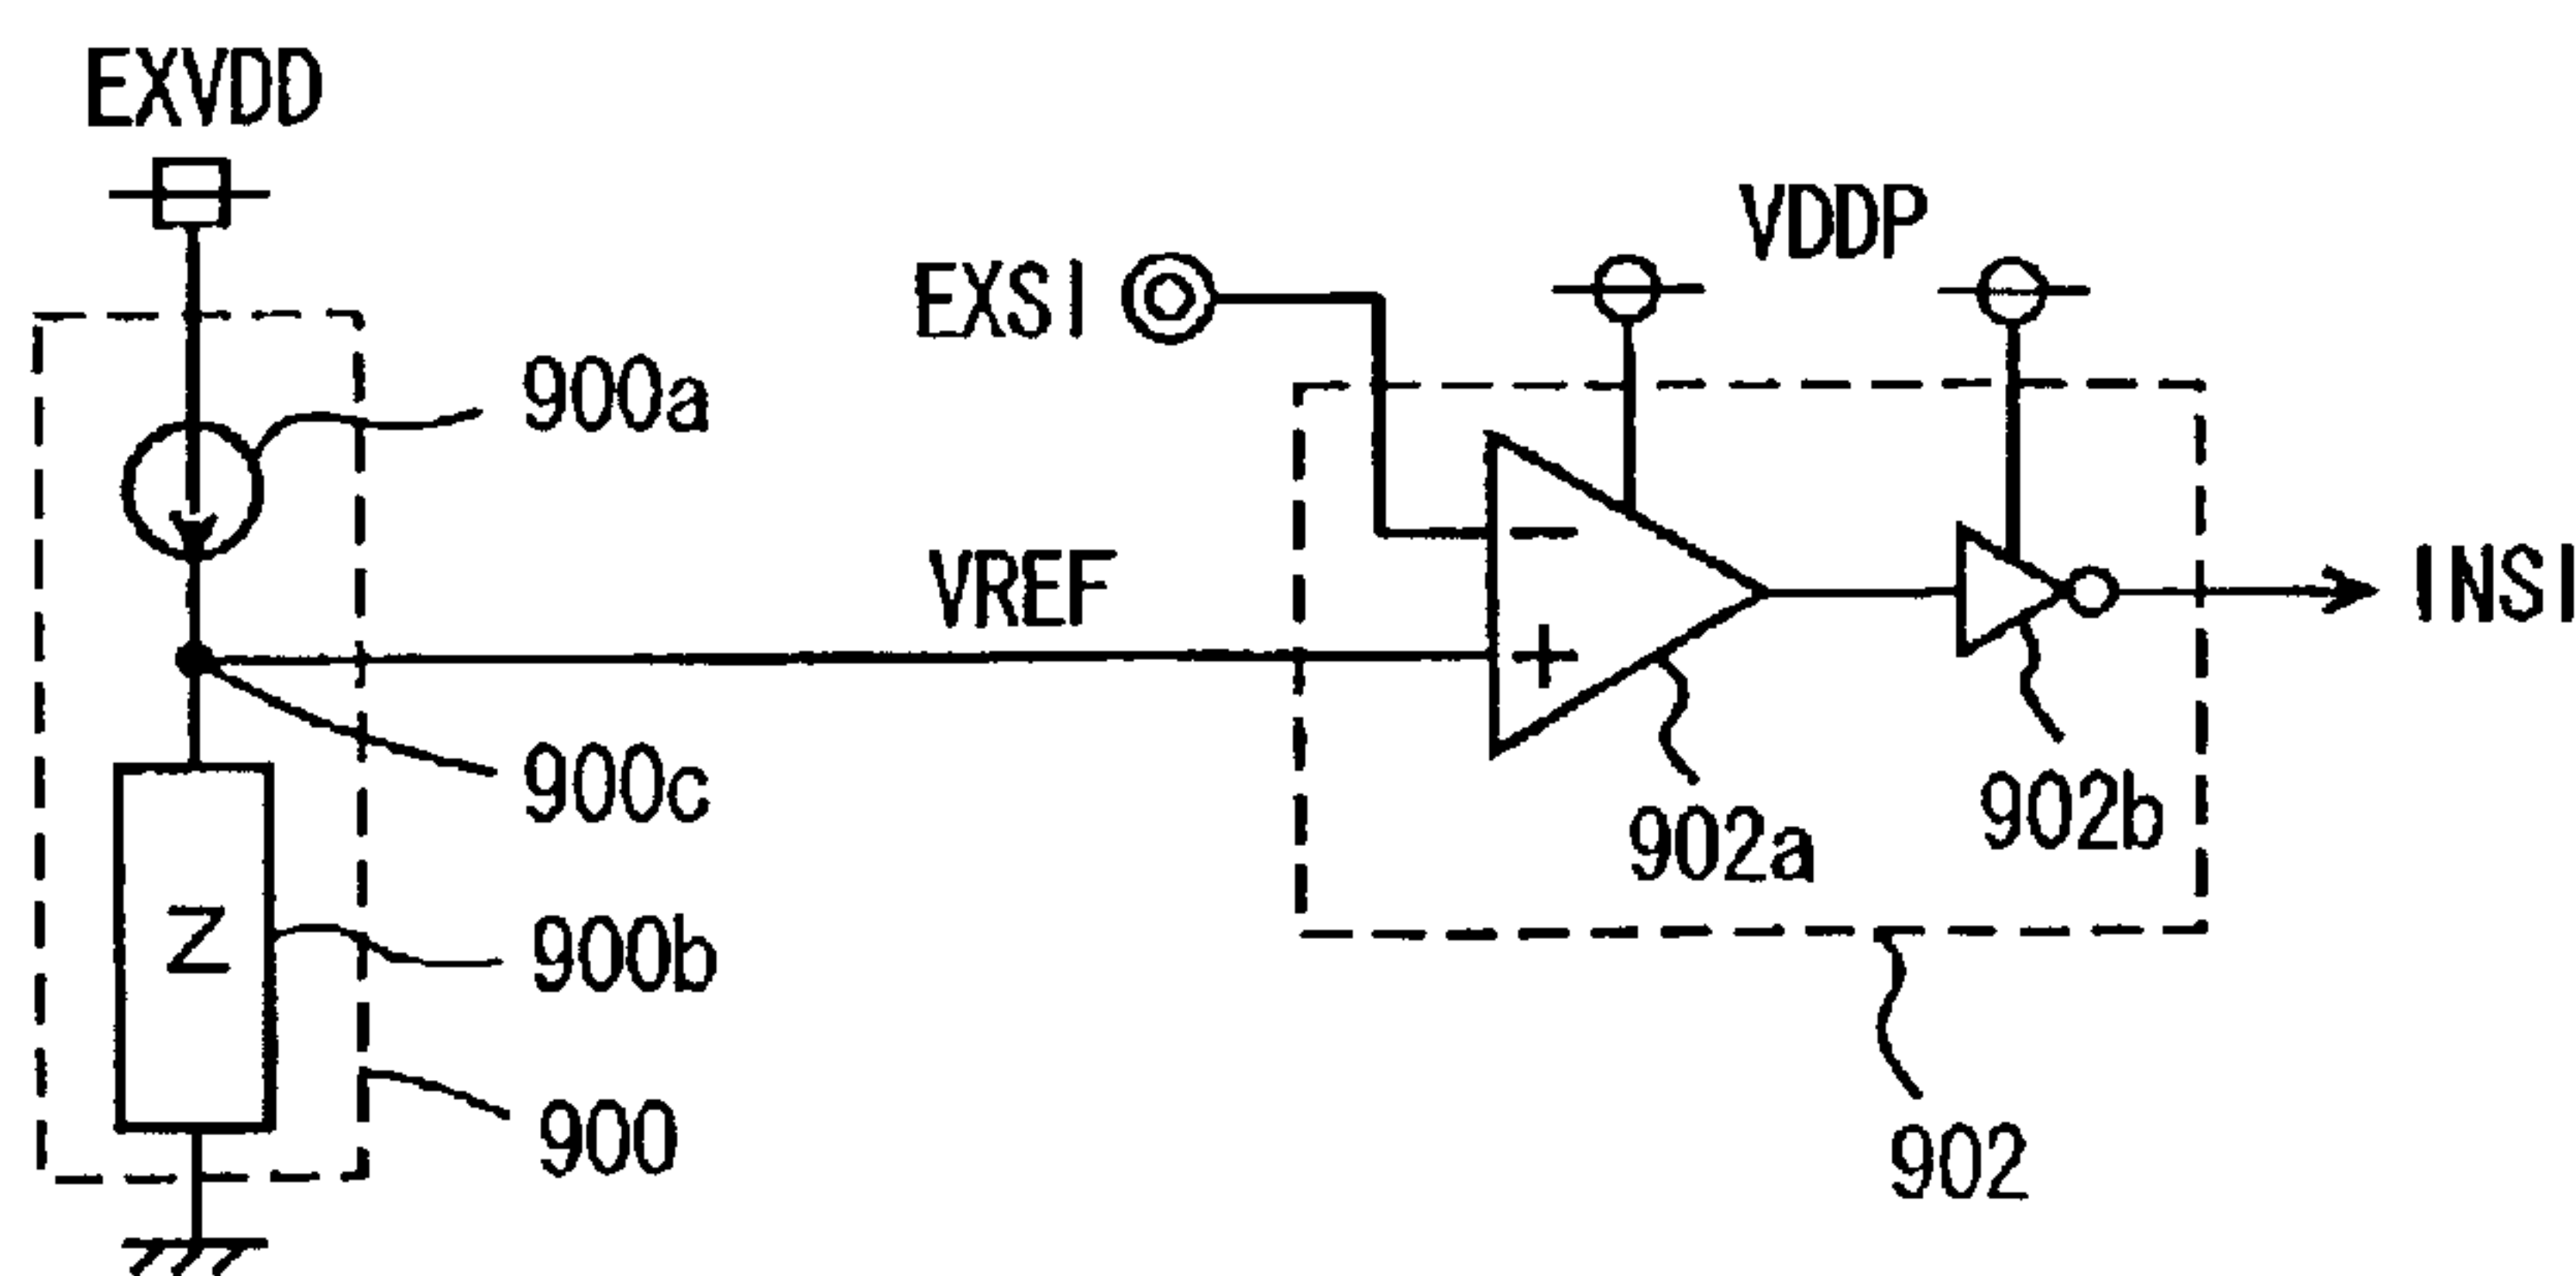 EXVDD
VDDP
EXSI
900a
VREF
INSI
−
+
900c
902a
902b
Z
900b
900
902